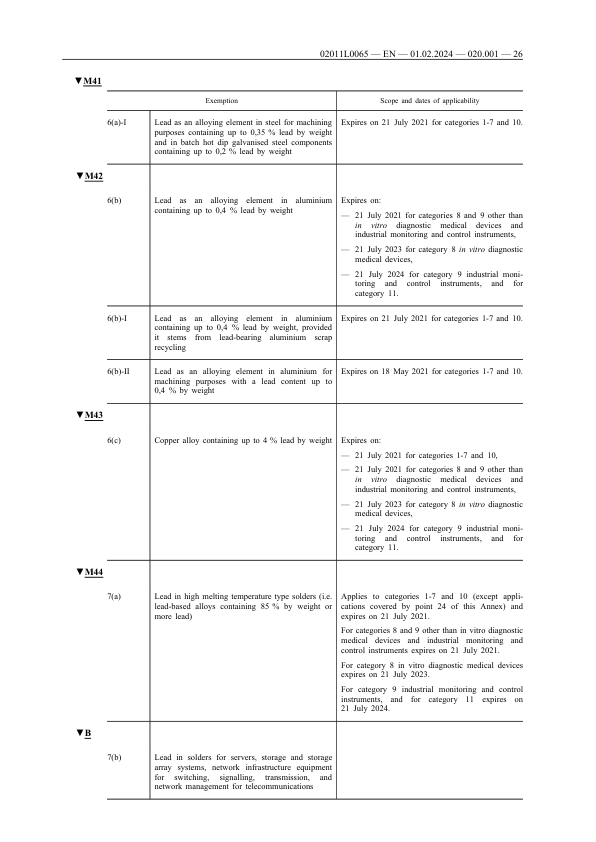 02011L0065 — EN — 01.02.2024 — 020.001 — 26
▼M41
Exemption
Scope and dates of applicability
6(a)-I
Lead as an alloying element in steel for machining
purposes containing up to 0,35 % lead by weight
and in batch hot dip galvanised steel components
containing up to 0,2 % lead by weight
Expires on 21 July 2021 for categories 1-7 and 10.
▼M42
6(b)
Lead as an alloying element in aluminium
containing up to 0,4 % lead by weight
Expires on:
— 21 July 2021 for categories 8 and 9 other than
in vitro diagnostic medical devices and
industrial monitoring and control instruments,
— 21 July 2023 for category 8 in vitro diagnostic
medical devices,
— 21 July 2024 for category 9 industrial moni-
toring and control instruments, and for
category 11.
6(b)-I
Lead as an alloying element in aluminium
containing up to 0,4 % lead by weight, provided
it stems from lead-bearing aluminium scrap
recycling
Expires on 21 July 2021 for categories 1-7 and 10.
6(b)-II
Lead as an alloying element in aluminium for
machining purposes with a lead content up to
0,4 % by weight
Expires on 18 May 2021 for categories 1-7 and 10.
▼M43
6(c)
Copper alloy containing up to 4 % lead by weight
Expires on:
— 21 July 2021 for categories 1-7 and 10,
— 21 July 2021 for categories 8 and 9 other than
in vitro diagnostic medical devices and
industrial monitoring and control instruments,
— 21 July 2023 for category 8 in vitro diagnostic
medical devices,
— 21 July 2024 for category 9 industrial moni-
toring and control instruments, and for
category 11.
▼M44
7(a)
Lead in high melting temperature type solders (i.e.
lead-based alloys containing 85 % by weight or
more lead)
Applies to categories 1-7 and 10 (except appli-
cations covered by point 24 of this Annex) and
expires on 21 July 2021.
For categories 8 and 9 other than in vitro diagnostic
medical devices and industrial monitoring and
control instruments expires on 21 July 2021.
For category 8 in vitro diagnostic medical devices
expires on 21 July 2023.
For category 9 industrial monitoring and control
instruments, and for category 11 expires on
21 July 2024.
▼B
7(b)
Lead in solders for servers, storage and storage
array systems, network infrastructure equipment
for switching, signalling, transmission, and
network management for telecommunications